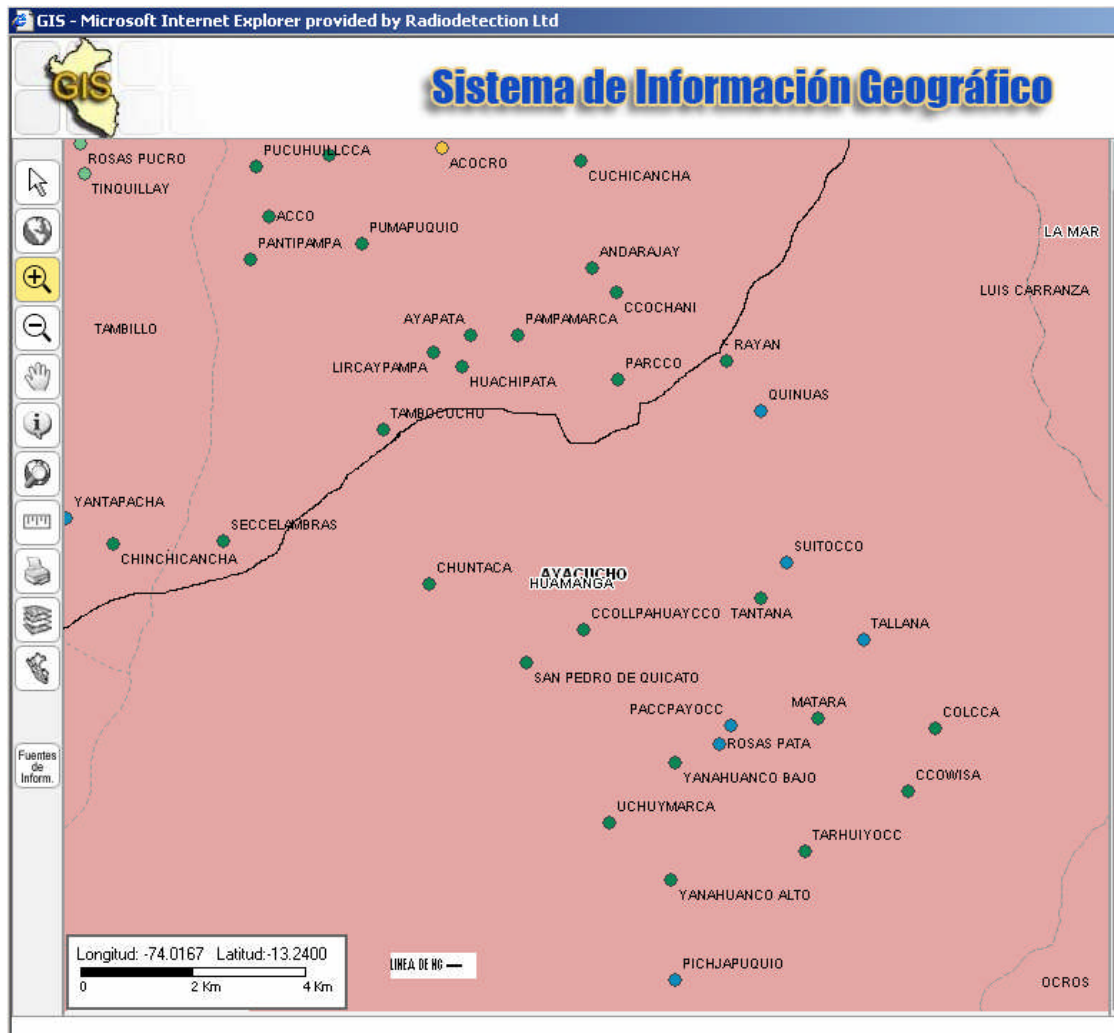 GIS - Microsoft Internet Explorer provided by Radiodetection Ltd
GIS
Sistema de Información Geográfico
ROSAS PUCRO
PUCUHUILLCCA
ACOCRO
CUCHICANCHA
TINQUILLAY
ACCO
PUMAPUQUIO
PANTIPAMPA
ANDARAJAY
LA MAR
LUIS CARRANZA
CCOCHANI
TAMBILLO
AYAPATA
PAMPAMARCA
RAYAN
LIRCAYPAMPA
HUACHIPATA
PARCCO
QUINUAS
TAMBOCUCHO
YANTAPACHA
SECCELAMBRAS
CHINCHICANCHA
SUITOCCO
CHUNTACA
AYACUCHO
HUAMANGA
CCOLLPAHUAYCCO
TANTANA
TALLANA
SAN PEDRO DE QUICATO
PACCPAYOCC
MATARA
COLCCA
ROSAS PATA
YANAHUANCO BAJO
CCOWISA
UCHUYMARCA
TARHUIYOCC
YANAHUANCO ALTO
PICHJAPUQUIO
OCROS
Fuentes
de
Inform.
Longitud: -74.0167 Latitud:-13.2400
0 2 Km 4 Km
LINEA DE NG